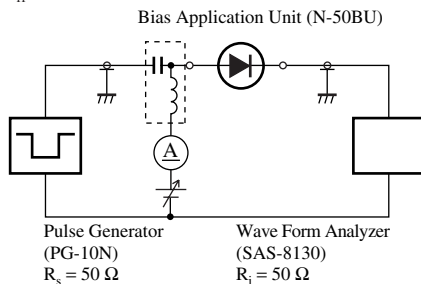 Bias Application Unit (N-50BU)
A
Pulse Generator
(PG-10N)
Rs = 50 Ω
Wave Form Analyzer
(SAS-8130)
Ri = 50 Ω